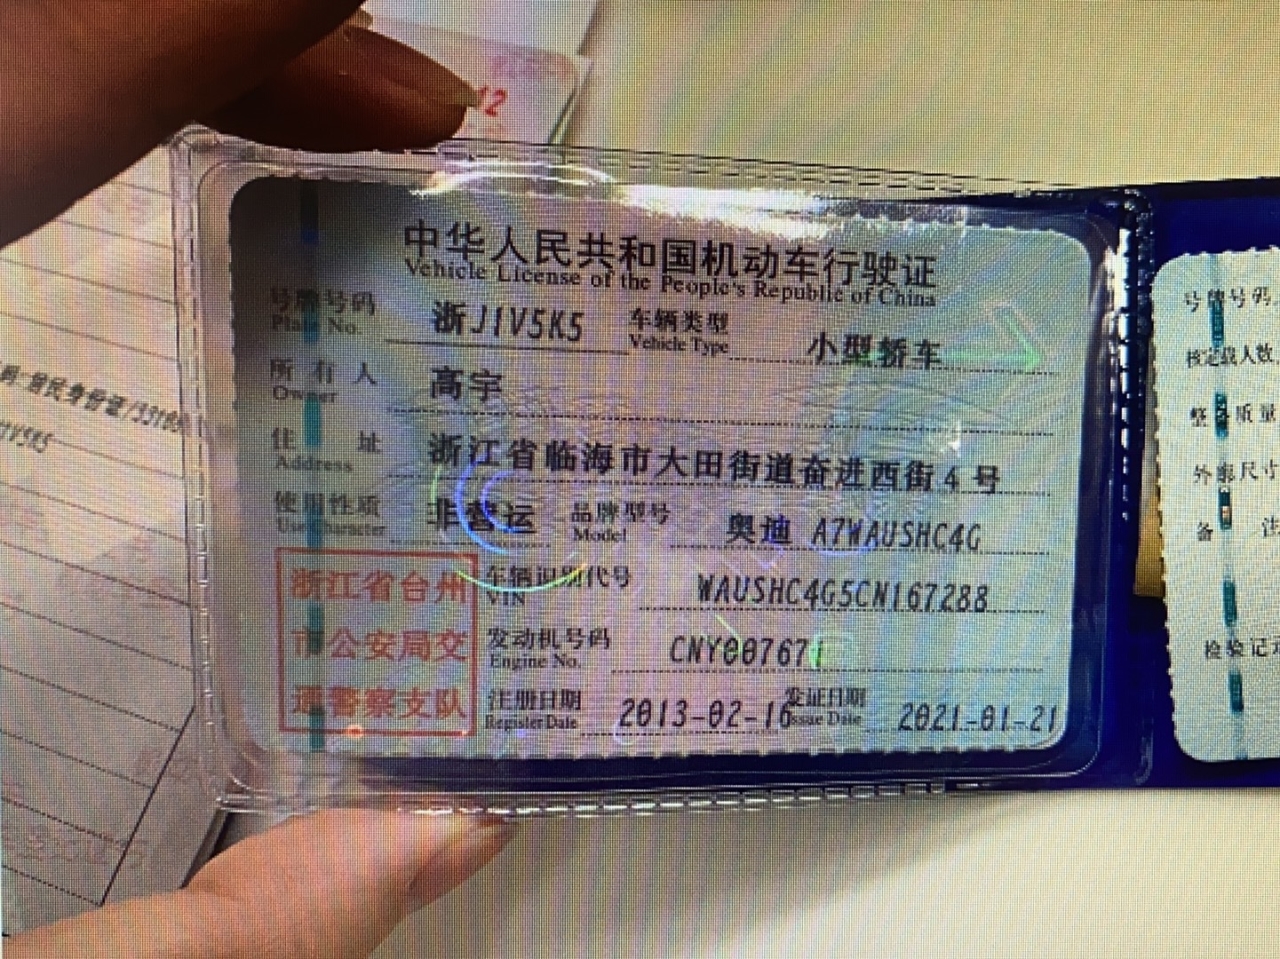 12
中华人民共和国机动车行驶证
Vehicle License of the People's Republic of China
号牌号码 浙J1V5K5 车辆类型 小型轿车
Plate No. Vehicle Type
所有人 高宇
Owner
住址 浙江省临海市大田街道奋进西街4号
Address
使用性质 非营运 品牌型号 奥迪 A7WAUSHC4G
Use Character Model
浙江省台州
市公安局交
通警察支队
车辆识别代号 WAUSHC4G5CN167288
VIN
发动机号码 CNY007671
Engine No.
注册日期 2013-02-16 发证日期 2021-01-21
Register Date Issue Date
居民身份证/3310
1V5K5
号牌号码
核定载人数
整备质量
外廓尺寸
备注
检验记